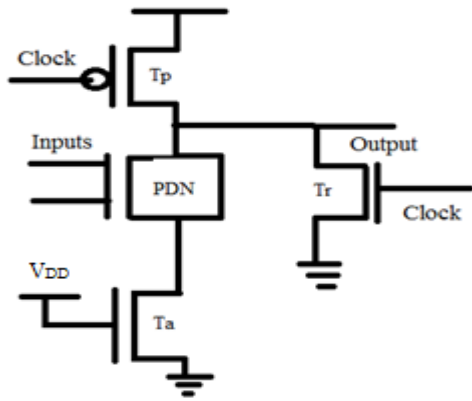 Clock
Tp
Inputs
Output
PDN
Tr
Clock
VDD
Ta